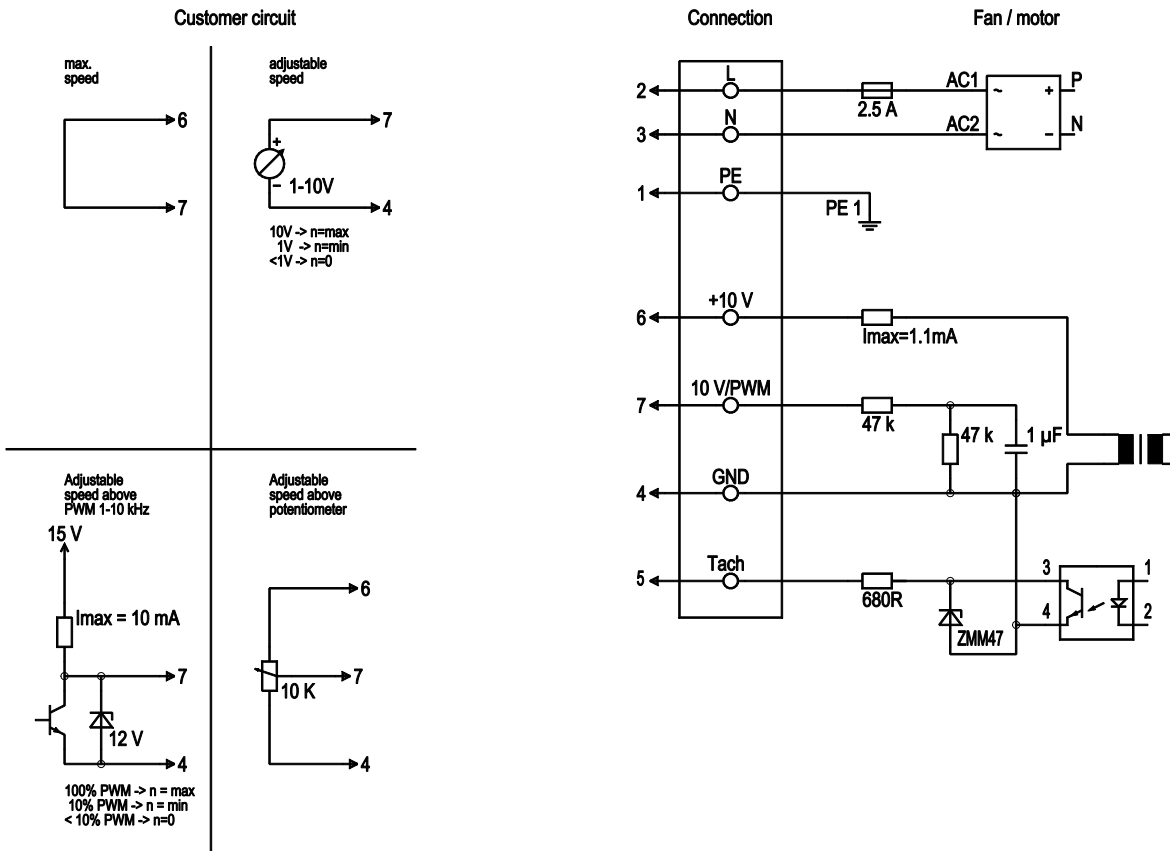 Customer circuit
Connection
Fan / motor
max.
speed
6
7
adjustable
speed
7
+
–
1-10V
4
10V -> n=max
1V -> n=min
<1V -> n=0
Adjustable
speed above
PWM 1-10 kHz
15 V
Imax = 10 mA
7
12 V
4
100% PWM -> n = max
10% PWM -> n = min
< 10% PWM -> n=0
Adjustable
speed above
potentiometer
6
7
10 K
4
2
L
2.5 A
AC1
~
+
P
3
N
AC2
~
–
N
1
PE
PE 1
6
+10 V
Imax=1.1mA
7
10 V/PWM
47 k
47 k
1 µF
4
GND
5
Tach
680R
3
1
4
2
ZMM47